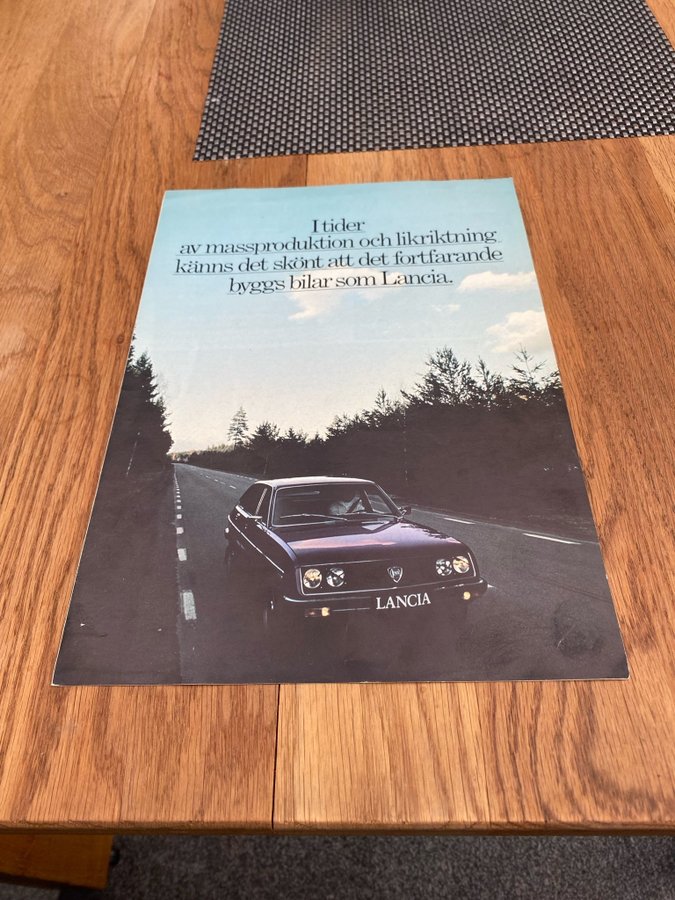 I tider
av massproduktion och likriktning
känns det skönt att det fortfarande
byggs bilar som Lancia.
LANCIA